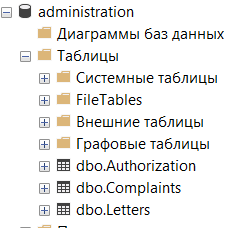 administration
Диаграммы баз данных
Таблицы
Системные таблицы
FileTables
Внешние таблицы
Графовые таблицы
dbo.Authorization
dbo.Complaints
dbo.Letters